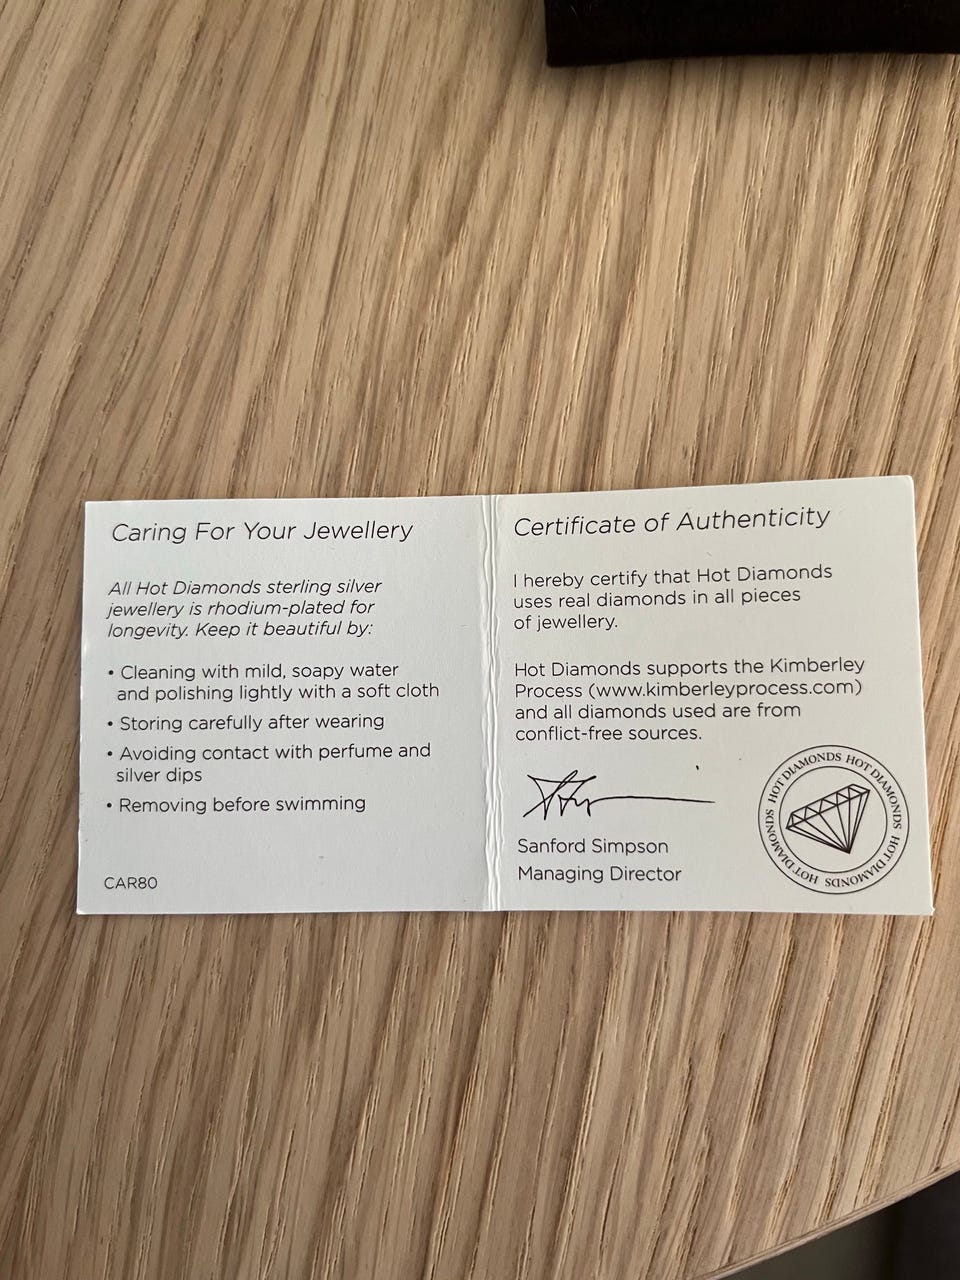 Caring For Your Jewellery
All Hot Diamonds sterling silver
jewellery is rhodium-plated for
longevity. Keep it beautiful by:
• Cleaning with mild, soapy water
and polishing lightly with a soft cloth
• Storing carefully after wearing
• Avoiding contact with perfume and
silver dips
• Removing before swimming
CAR80
Certificate of Authenticity
I hereby certify that Hot Diamonds
uses real diamonds in all pieces
of jewellery.
Hot Diamonds supports the Kimberley
Process (www.kimberleyprocess.com)
and all diamonds used are from
conflict-free sources.
Sanford Simpson
Managing Director
HOT DIAMONDS HOT DIAMONDS HOT DIAMONDS HOT DIAMONDS